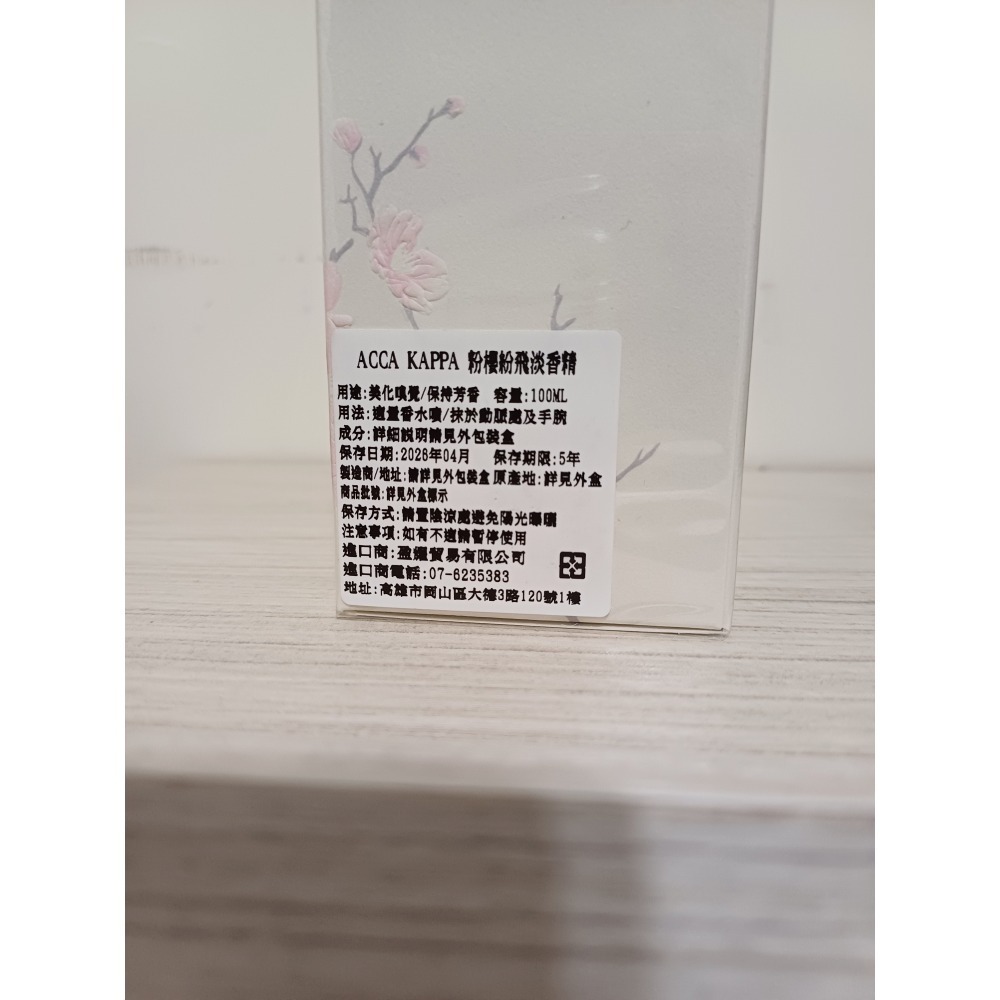 ACCA KAPPA 粉櫻紛飛淡香精
用途:美化嗅覺/保持芳香 容量:100ML
用法:適量香水噴/抹於動脈處及手腕
成分:詳細説明請見外包裝盒
保存日期:2028年04月 保存期限:5年
製造商/地址:請詳見外包裝盒 原產地:詳見外盒
商品批號:詳見外盒標示
保存方式:請置陰涼處避免陽光曝曬
注意事項:如有不適請暫停使用
進口商:盈纙貿易有限公司
進口商電話:07-6235383
地址:高雄市岡山區大德3路120號1樓